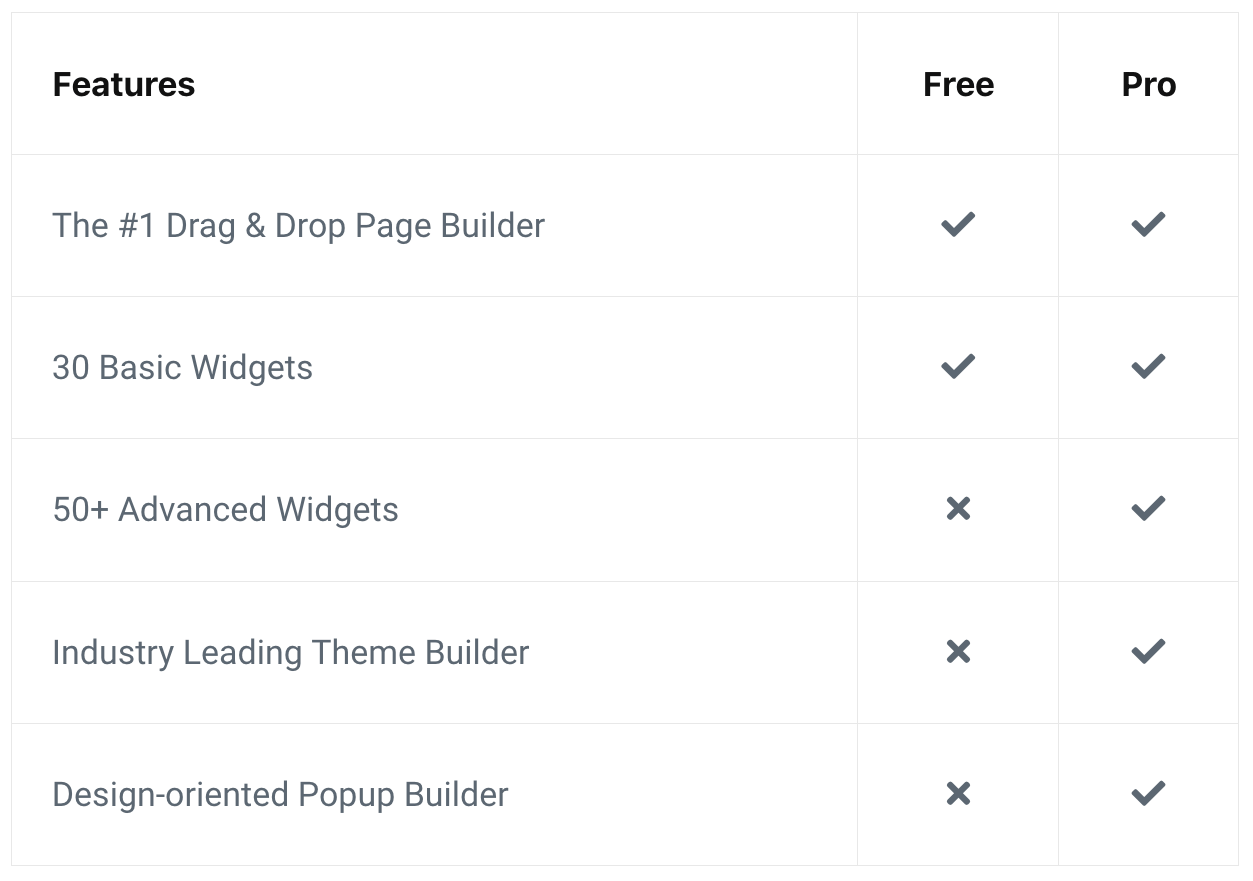 Features Free Pro
The #1 Drag & Drop Page Builder ✔ ✔
30 Basic Widgets ✔ ✔
50+ Advanced Widgets ✖ ✔
Industry Leading Theme Builder ✖ ✔
Design-oriented Popup Builder ✖ ✔